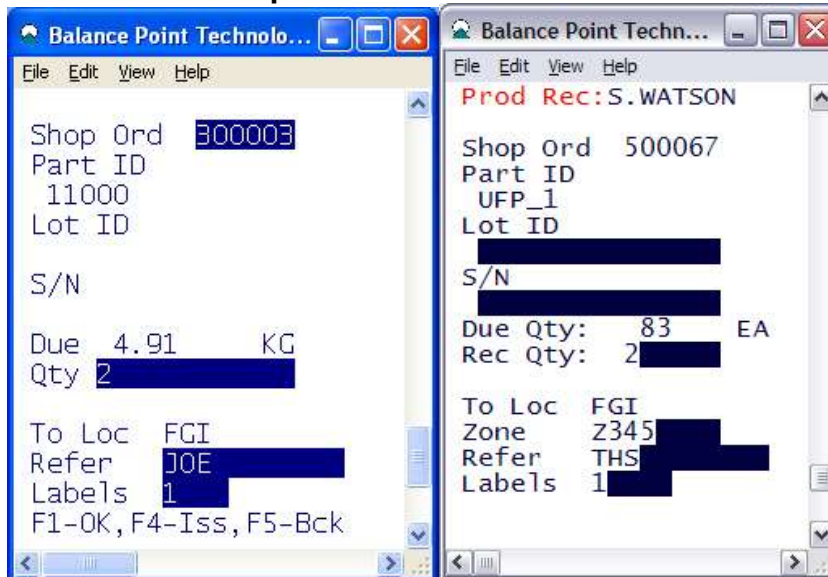 Balance Point Technolo...
File Edit View Help
Shop Ord 300003
Part ID
11000
Lot ID
S/N
Due 4.91 KG
Qty 2
To Loc FGI
Refer JOE
Labels 1
F1-OK,F4-Iss,F5-Bck
Balance Point Techn...
File Edit View Help
Prod Rec:S.WATSON
Shop Ord 500067
Part ID
UFP_1
Lot ID
S/N
Due Qty: 83 EA
Rec Qty: 2
To Loc FGI
Zone Z345
Refer THS
Labels 1